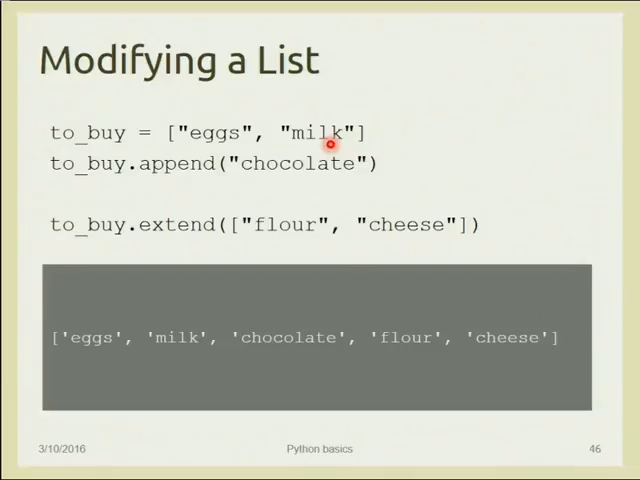 Modifying a List
to_buy = ["eggs", "milk"]
to_buy.append("chocolate")
to_buy.extend(["flour", "cheese"])
['eggs', 'milk', 'chocolate', 'flour', 'cheese']
3/10/2016 Python basics 46